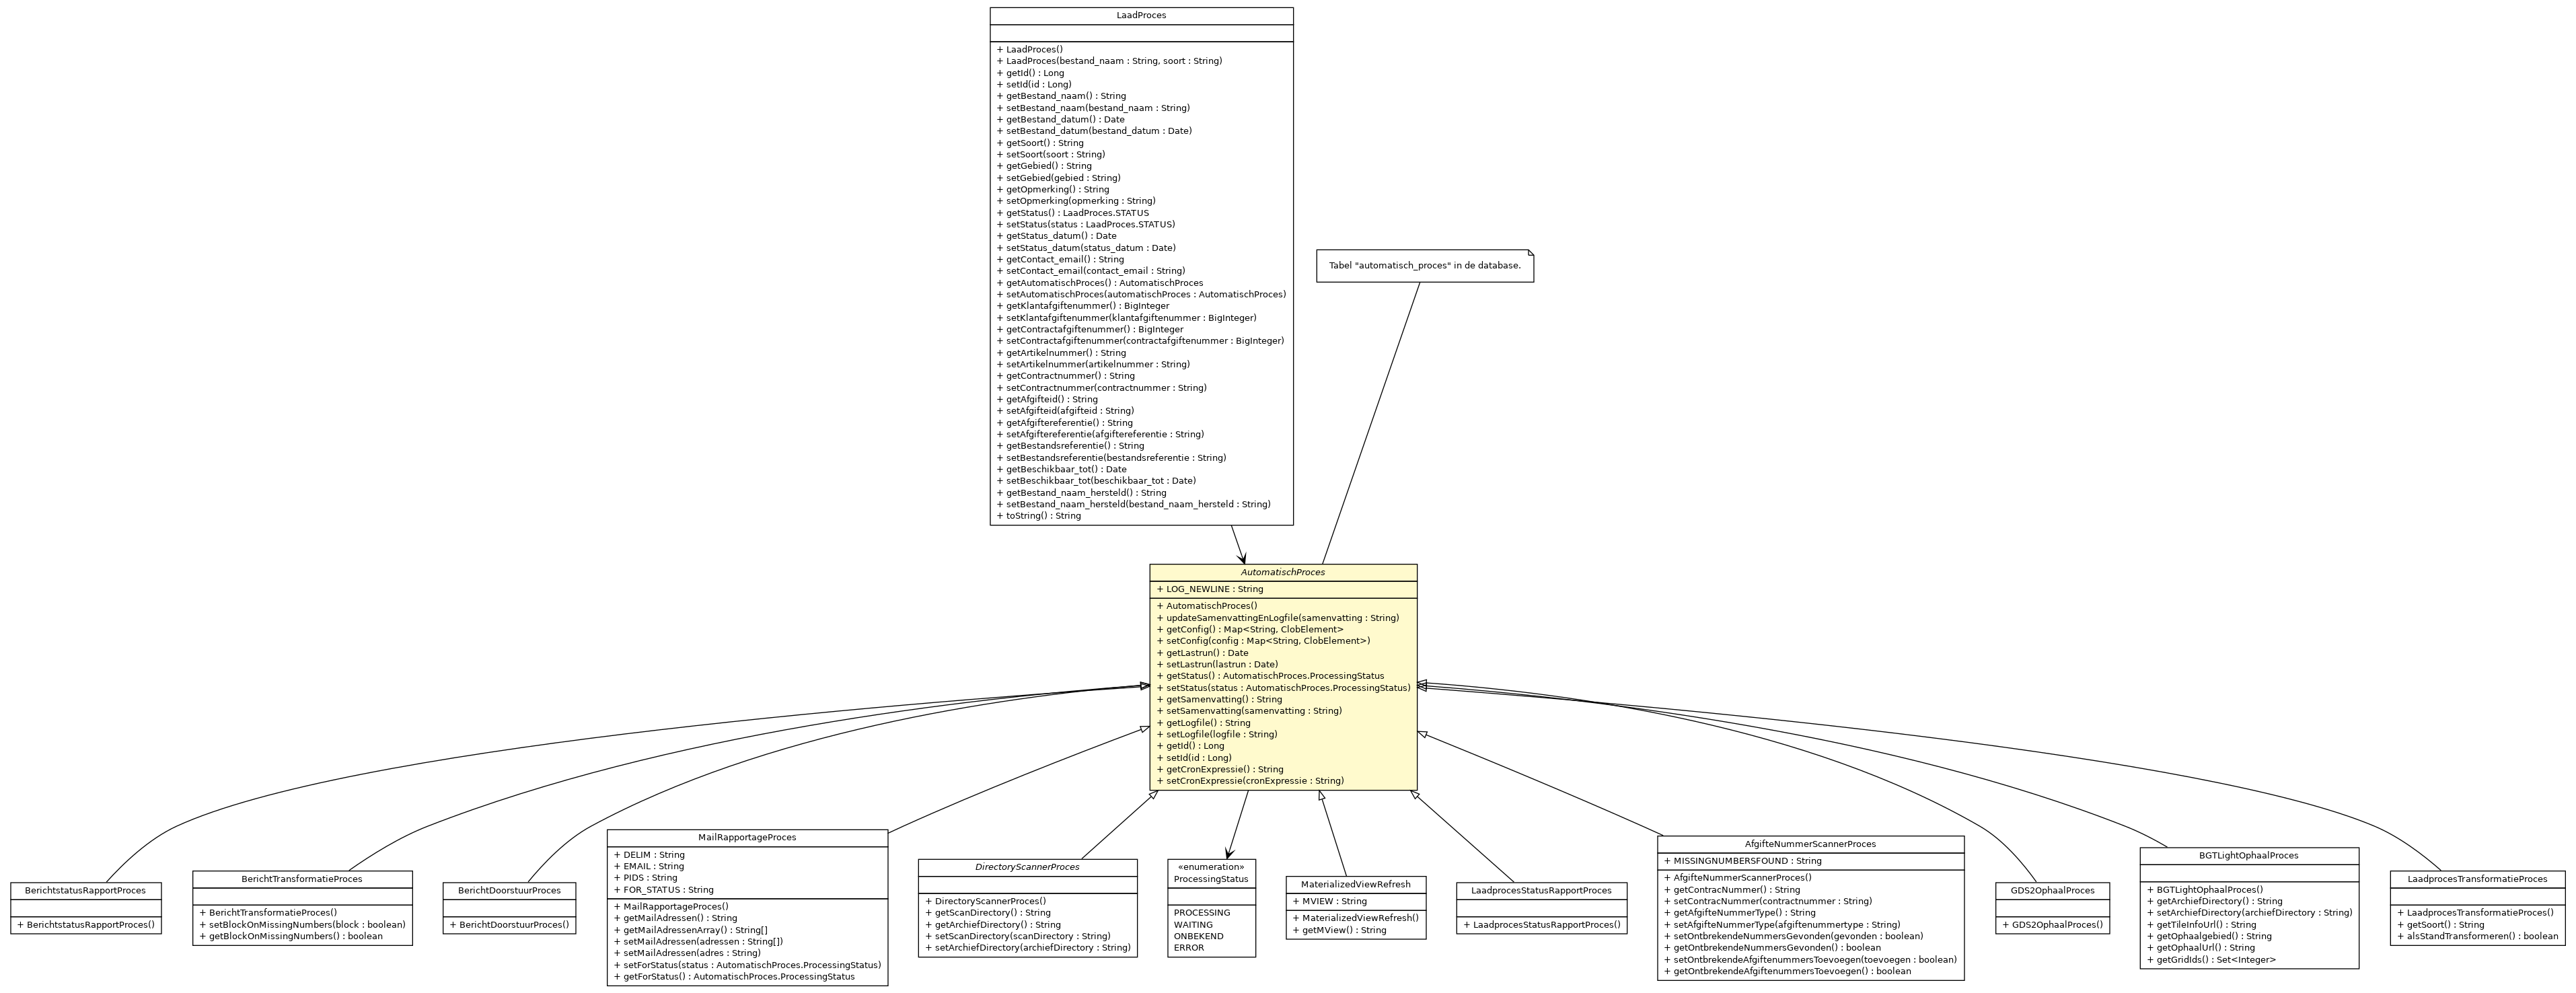 LaadProces
+ LaadProces()
+ LaadProces(bestand_naam : String, soort : String)
+ getId() : Long
+ setId(id : Long)
+ getBestand_naam() : String
+ setBestand_naam(bestand_naam : String)
+ getBestand_datum() : Date
+ setBestand_datum(bestand_datum : Date)
+ getSoort() : String
+ setSoort(soort : String)
+ getGebied() : String
+ setGebied(gebied : String)
+ getOpmerking() : String
+ setOpmerking(opmerking : String)
+ getStatus() : LaadProces.STATUS
+ setStatus(status : LaadProces.STATUS)
+ getStatus_datum() : Date
+ setStatus_datum(status_datum : Date)
+ getContact_email() : String
+ setContact_email(contact_email : String)
+ getAutomatischProces() : AutomatischProces
+ setAutomatischProces(automatischProces : AutomatischProces)
+ getKlantafgiftenummer() : BigInteger
+ setKlantafgiftenummer(klantafgiftenummer : BigInteger)
+ getContractafgiftenummer() : BigInteger
+ setContractafgiftenummer(contractafgiftenummer : BigInteger)
+ getArtikelnummer() : String
+ setArtikelnummer(artikelnummer : String)
+ getContractnummer() : String
+ setContractnummer(contractnummer : String)
+ getAfgifteid() : String
+ setAfgifteid(afgifteid : String)
+ getAfgiftereferentie() : String
+ setAfgiftereferentie(afgiftereferentie : String)
+ getBestandsreferentie() : String
+ setBestandsreferentie(bestandsreferentie : String)
+ getBeschikbaar_tot() : Date
+ setBeschikbaar_tot(beschikbaar_tot : Date)
+ getBestand_naam_hersteld() : String
+ setBestand_naam_hersteld(bestand_naam_hersteld : String)
+ toString() : String
Tabel "automatisch_proces" in de database.
AutomatischProces
+ LOG_NEWLINE : String
+ AutomatischProces()
+ updateSamenvattingEnLogfile(samenvatting : String)
+ getConfig() : Map<String, ClobElement>
+ setConfig(config : Map<String, ClobElement>)
+ getLastrun() : Date
+ setLastrun(lastrun : Date)
+ getStatus() : AutomatischProces.ProcessingStatus
+ setStatus(status : AutomatischProces.ProcessingStatus)
+ getSamenvatting() : String
+ setSamenvatting(samenvatting : String)
+ getLogfile() : String
+ setLogfile(logfile : String)
+ getId() : Long
+ setId(id : Long)
+ getCronExpressie() : String
+ setCronExpressie(cronExpressie : String)
BerichtstatusRapportProces
+ BerichtstatusRapportProces()
BerichtTransformatieProces
+ BerichtTransformatieProces()
+ setBlockOnMissingNumbers(block : boolean)
+ getBlockOnMissingNumbers() : boolean
BerichtDoorstuurProces
+ BerichtDoorstuurProces()
MailRapportageProces
+ DELIM : String
+ EMAIL : String
+ PIDS : String
+ FOR_STATUS : String
+ MailRapportageProces()
+ getMailAdressen() : String
+ getMailAdressenArray() : String[]
+ setMailAdressen(adressen : String[])
+ setMailAdressen(adres : String)
+ setForStatus(status : AutomatischProces.ProcessingStatus)
+ getForStatus() : AutomatischProces.ProcessingStatus
DirectoryScannerProces
+ DirectoryScannerProces()
+ getScanDirectory() : String
+ getArchiefDirectory() : String
+ setScanDirectory(scanDirectory : String)
+ setArchiefDirectory(archiefDirectory : String)
«enumeration»
ProcessingStatus
PROCESSING
WAITING
ONBEKEND
ERROR
MaterializedViewRefresh
+ MVIEW : String
+ MaterializedViewRefresh()
+ getMView() : String
LaadprocesStatusRapportProces
+ LaadprocesStatusRapportProces()
AfgifteNummerScannerProces
+ MISSINGNUMBERSFOUND : String
+ AfgifteNummerScannerProces()
+ getContracNummer() : String
+ setContracNummer(contractnummer : String)
+ getAfgifteNummerType() : String
+ setAfgifteNummerType(afgiftenummertype : String)
+ setOntbrekendeNummersGevonden(gevonden : boolean)
+ getOntbrekendeNummersGevonden() : boolean
+ setOntbrekendeAfgiftenummersToevoegen(toevoegen : boolean)
+ getOntbrekendeAfgiftenummersToevoegen() : boolean
GDS2OphaalProces
+ GDS2OphaalProces()
BGTLightOphaalProces
+ BGTLightOphaalProces()
+ getArchiefDirectory() : String
+ setArchiefDirectory(archiefDirectory : String)
+ getTileInfoUrl() : String
+ getOphaalgebied() : String
+ getOphaalUrl() : String
+ getGridIds() : Set<Integer>
LaadprocesTransformatieProces
+ LaadprocesTransformatieProces()
+ getSoort() : String
+ alsStandTransformeren() : boolean